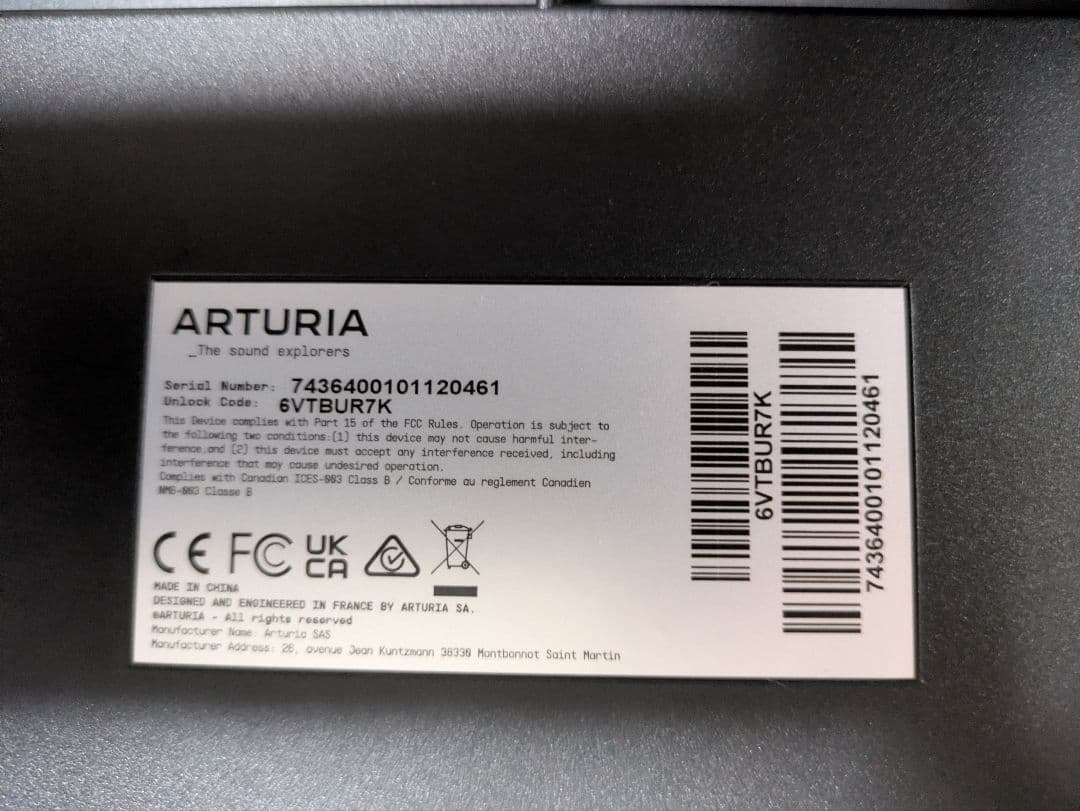 ARTURIA
_The sound explorers
Serial Number: 7436400101120461
Unlock Code: 6VTBUR7K
This Device complies with Part 15 of the FCC Rules. Operation is subject to
the following two conditions:(1) this device may not cause harmful inter-
ference,and (2) this device must accept any interference received, including
interference that may cause undesired operation.
Complies with Canadian ICES-003 Class B / Conforme au reglement Canadien
NMB-003 Classe B
CE FC UK CA
MADE IN CHINA
DESIGNED AND ENGINEERED IN FRANCE BY ARTURIA SA.
©ARTURIA - All rights reserved
Manufacturer Name: Arturia SAS
Manufacturer Address: 26, avenue Jean Kuntzmann 38330 Montbonnot Saint Martin
6VTBUR7K
7436400101120461